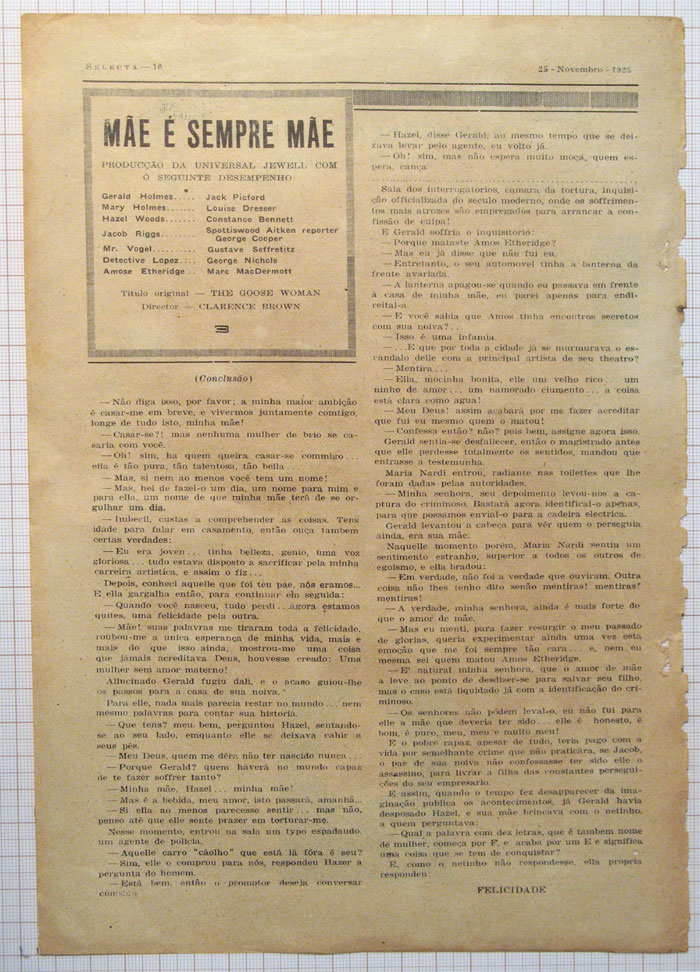 SELECTA — 10
25 - Novembro - 1925
MÃE É SEMPRE MÃE
PRODUCÇÃO DA UNIVERSAL JEWELL COM
O SEGUINTE DESEMPENHO
Gerald Holmes..... Jack Picford
Mary Holmes....... Louise Dresser
Hazel Woods....... Constance Bennett
Jacob Riggs....... Spottiswood Aitken reporter
George Cooper
Mr. Vogel.......... Gustave Seffretitz
Detective Lopez.... George Nichols
Amose Etheridge . Marc MacDermott
Titulo original — THE GOOSE WOMAN
Director — CLARENCE BROWN
(Conclusão)
— Não diga isso, por favor; a minha maior ambição
é casar-me em breve, e vivermos juntamente comtigo,
longe de tudo isto, minha mãe!
— Casar-se?! mas nenhuma mulher de brio se ca-
saria com você.
— Oh! sim, ha quem queira casar-se commigo...
ella é tão pura, tão talentosa, tão bella...
— Mas, si nem ao menos você tem um nome!
— Mas, hei de fazel-o um dia, um nome para mim e
para ella, um nome de que minha mãe terá de se or-
gulhar um dia.
— Imbecil, custas a comprehender as coisas. Tens
idade para falar em casamento, então ouça tambem
certas verdades:
— Eu era joven... tinha belleza, genio, uma voz
gloriosa... tudo estava disposto a sacrificar pela minha
carreira artistica, e assim o fiz...
Depois, conheci aquelle que foi teu pae, nós eramos...
E ella gargalha então, para continuar em seguida:
— Quando você nasceu, tudo perdi... agora estamos
quites, uma felicidade pela outra.
— Mãe! suas palavras me tiraram toda a felicidade,
roubou-me a unica esperança de minha vida, mais e
mais do que isso ainda, mostrou-me uma coisa
que jámais acreditava Deus, houvesse creado: Uma
mulher sem amor materno!
Allucinado Gerald fugiu dali, e o acaso guiou-lhe
os passos para a casa de sua noiva.
Para elle, nada mais parecia restar no mundo... nem
mesmo palavras para contar sua historia.
— Que tens? meu bem, perguntou Hazel, sentando-
se ao seu lado, emquanto elle se deixava cahir a
seus pés.
— Meu Deus, quem me déra não ter nascido nunca...
— Porque Gerald? quem haverá no mundo capaz
de te fazer soffrer tanto?
— Minha mãe, Hazel... minha mãe!
— Mas é a bebida, meu amor, isto passará, amanhã...
— Si ella ao menos parecesse sentir... mas não,
penso até que elle sente prazer em torturar-me.
Nesse momento, entrou na sala um typo espadaudo,
um agente de policia.
— Aquelle carro "cáolho" que está lá fóra é seu?
— Sim, elle o comprou para nós, respondeu Hazer a
pergunta do homem.
— Está bem, então o promotor deseja conversar
comsigo.
— Hazel, disse Gerald, ao mesmo tempo que se dei-
xava levar pelo agente, eu volto já.
— Oh! sim, mas não espera muito moça, quem es-
pera, cança.
Sala dos interrogatorios, camara da tortura, inquisi-
ção officializada do seculo moderno, onde os soffrimen-
tos mais atrozes são empregados para arrancar a con-
fissão de culpa!
E Gerald soffria o inquisitorio:
— Porque mataste Amos Etheridge?
— Mas eu já disse que não fui eu.
— Entretanto, o seu automovel tinha a lanterna da
frente avariada.
— A lanterna apagou-se quando eu passava em frente
á casa de minha mãe, eu parei apenas para endi-
reital-a.
— E você sabia que Amos tinha encontros secretos
com sua noiva?...
— Isso é uma infamia.
— ...E que por toda a cidade já se murmurava o es-
candalo delle com a principal artista de seu theatro?
— Mentira...
— Ella, mocinha bonita, elle um velho rico... um
ninho de amor... um namorado ciumento... a coisa
está clara como agua!
— Meu Deus! assim acabará por me fazer acreditar
que fui eu mesmo quem o matou!
— Confessa então? não? pois bem, assigne agora isso.
Gerald sentia-se desfallecer, então o magistrado antes
que elle perdesse totalmente os sentidos, mandou que
entrasse a testemunha.
Maria Nardi entrou, radiante nas toilettes que lhe
foram dadas pelas autoridades.
— Minha senhora, seu depoimento levou-nos a ca-
ptura do criminoso. Bastará agora, identifical-o apenas,
para que possamos envial-o para a cadeira electrica.
Gerald levantou a cabeça para vêr quem o perseguia
ainda, era sua mãe.
Naquelle momento porém, Maria Nardi sentiu um
sentimento estranho, superior a todos os outros de
egoismo, e ella bradou:
— Em verdade, não foi a verdade que ouviram. Outra
coisa não lhes tenho dito senão mentiras! mentiras!
mentiras!
— A verdade, minha senhora, ainda é mais forte do
que o amor de mãe.
— Mas eu menti, para fazer resurgir o meu passado
de glorias, queria experimentar ainda uma vez esta
emoção que me foi sempre tão cara... e, nem eu
mesma sei quem matou Amos Etheridge.
— E' natural minha senhora, que o amor de mãe
a leve ao ponto de desdizer-se para salvar seu filho,
mas o caso está liquidado já com a identificação do cri-
minoso.
— Os senhores não pódem leval-o, eu não fui para
elle a mãe que deveria ter sido... elle é honesto, é
bom, é puro, meu, meu e muito meu!
E o pobre rapaz, apesar de tudo, teria pago com a
vida por semelhante crime que não praticára, se Jacob,
o pae de sua noiva não confessasse ter sido elle o
assassino, para livrar a filha das constantes persegui-
ções do seu empresario.
E assim, quando o tempo fez desapparecer da ima-
ginação publica os acontecimentos, já Gerald havia
desposado Hazel, e sua mãe brincava com o netinho,
a quem perguntava:
— Qual a palavra com dez letras, que é tambem nome
de mulher, começa por F, e acaba por um E e significa
uma coisa que se tem de conquistar?
E, como o netinho não respondesse, ella propria
respondeu:
FELICIDADE